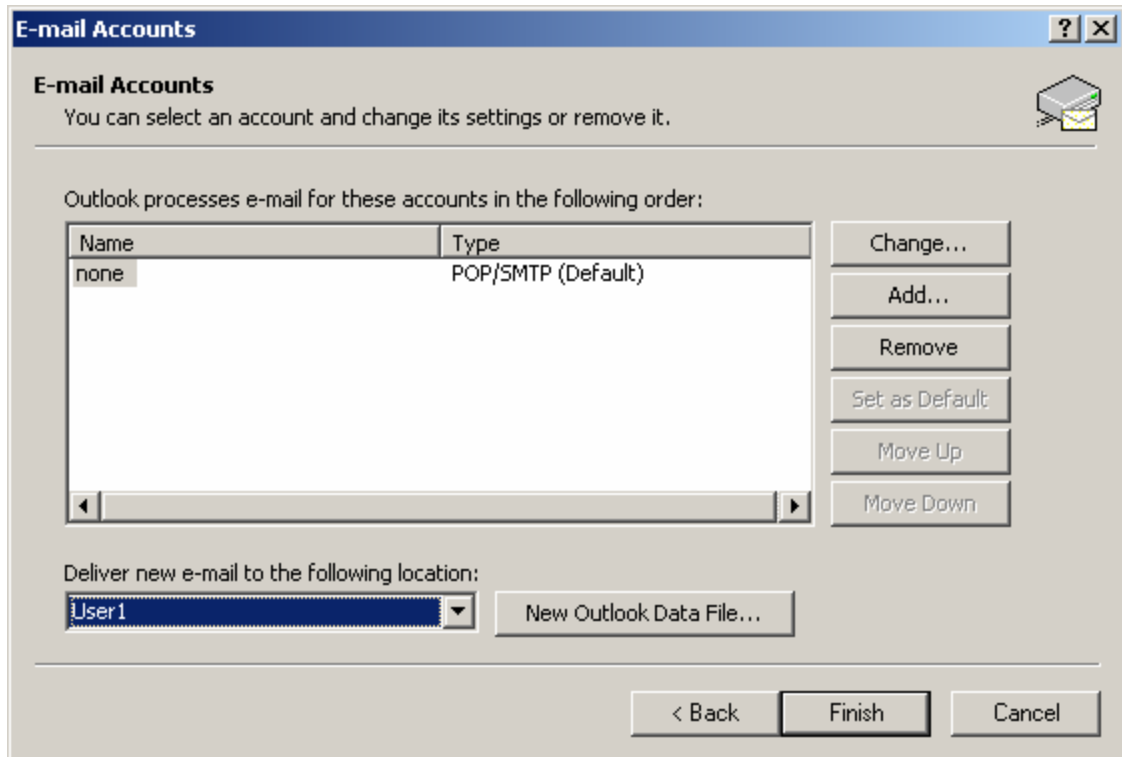 E-mail Accounts
E-mail Accounts
You can select an account and change its settings or remove it.
Outlook processes e-mail for these accounts in the following order:
Name Type
none POP/SMTP (Default)
Change...
Add...
Remove
Set as Default
Move Up
Move Down
Deliver new e-mail to the following location:
User1 New Outlook Data File...
< Back Finish Cancel